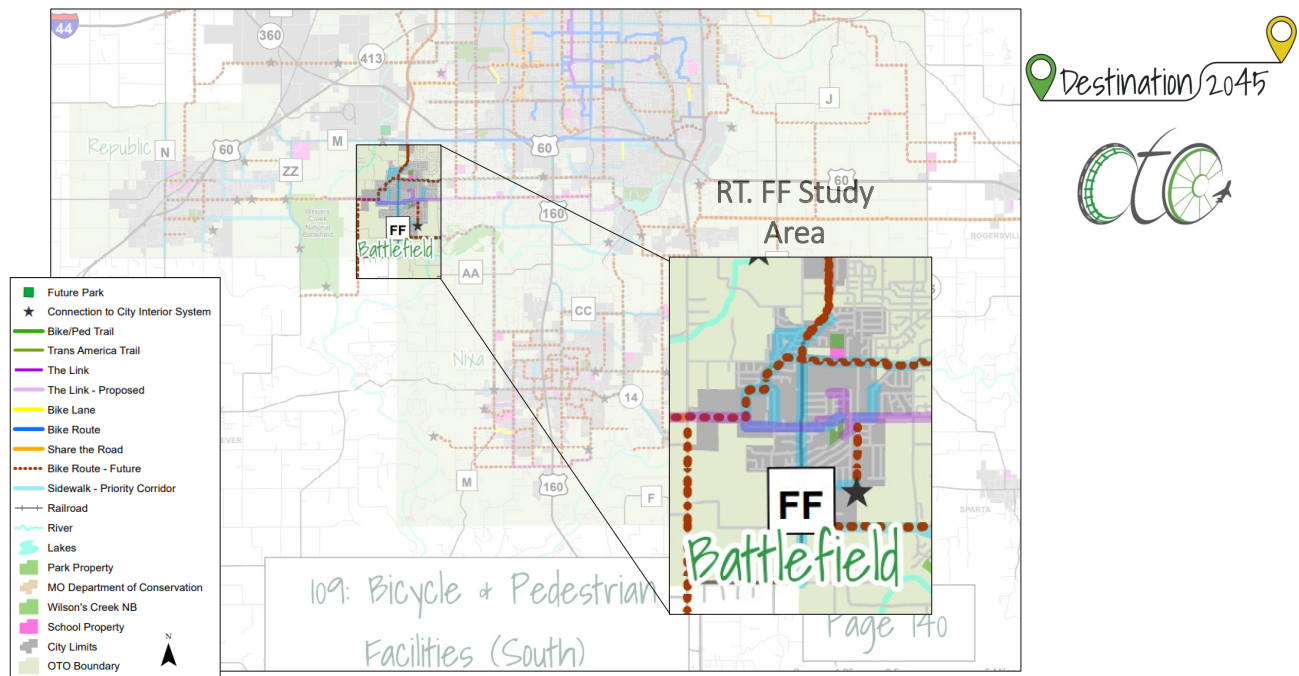 44
360
413
J
Republic
N
60
M
ZZ
60
60
160
RT. FF Study
Area
Wilson's
Creek
National
Battlefield
FF
Battlefield
AA
CC
Nixa
14
M
160
F
SPARTA
FF
Battlefield
Future Park
Connection to City Interior System
Bike/Ped Trail
Trans America Trail
The Link
The Link - Proposed
Bike Lane
Bike Route
Share the Road
Bike Route - Future
Sidewalk - Priority Corridor
Railroad
River
Lakes
Park Property
MO Department of Conservation
Wilson's Creek NB
School Property
City Limits
OTO Boundary
N
109: Bicycle & Pedestrian
Facilities (South)
Page 140
Destination 2045
OTO